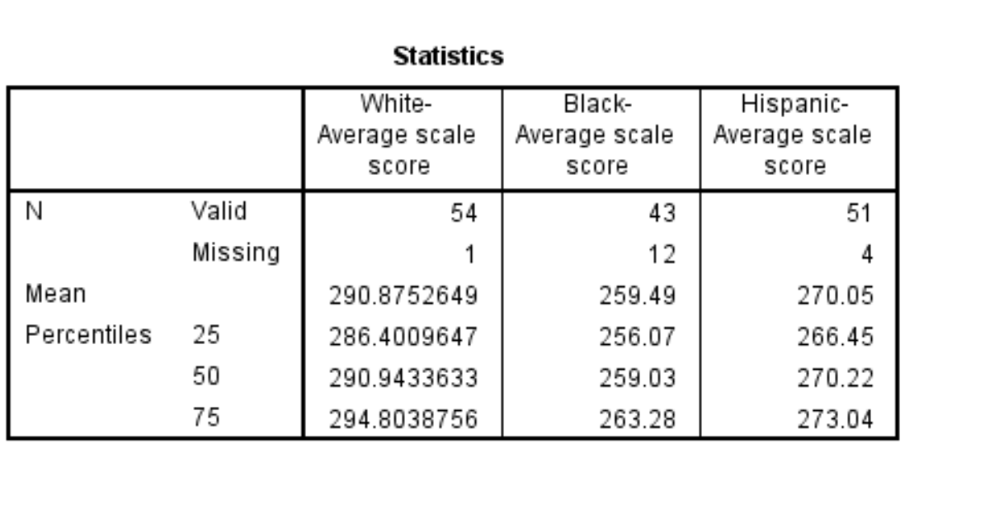 Statistics
White- Black- Hispanic-
Average scale Average scale Average scale
score score score
N Valid 54 43 51
Missing 1 12 4
Mean 290.8752649 259.49 270.05
Percentiles 25 286.4009647 256.07 266.45
50 290.9433633 259.03 270.22
75 294.8038756 263.28 273.04